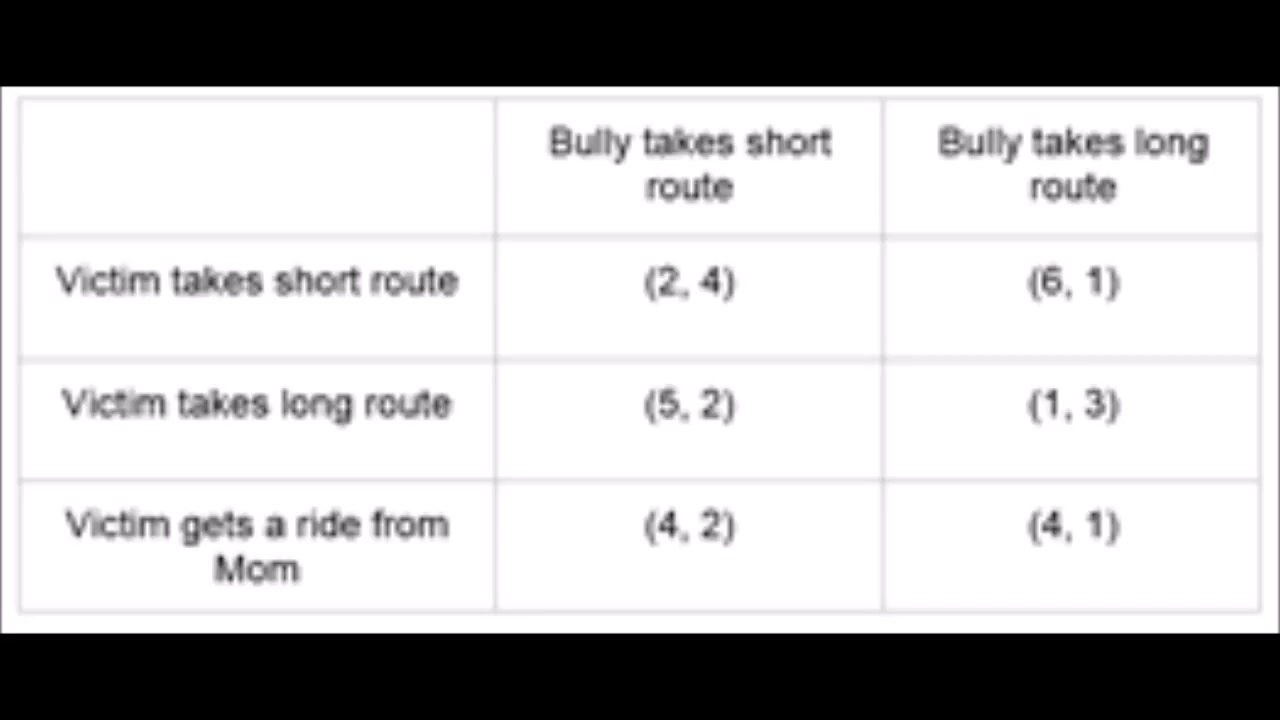 Bully takes short route
Bully takes long route
Victim takes short route
(2, 4)
(6, 1)
Victim takes long route
(5, 2)
(1, 3)
Victim gets a ride from Mom
(4, 2)
(4, 1)